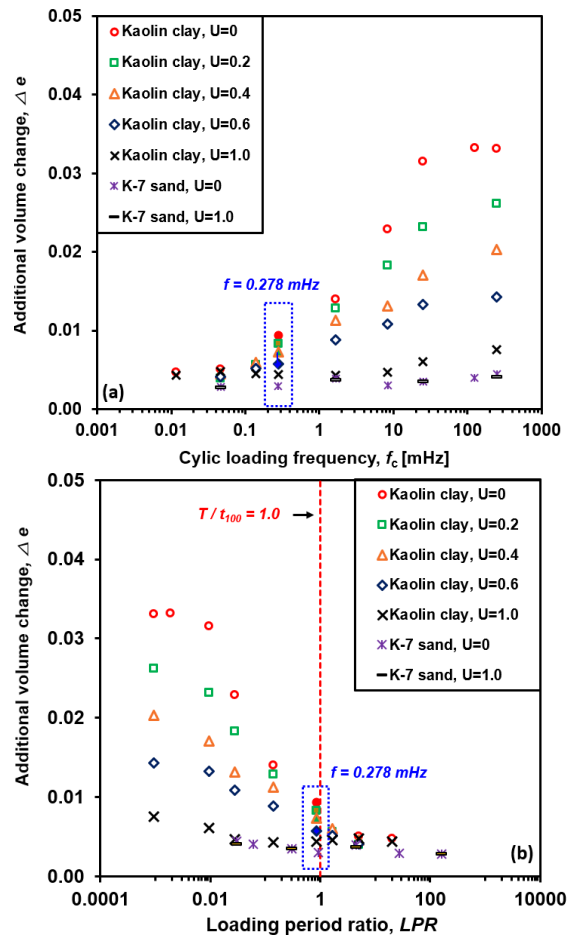 0.05
0.04
0.03
0.02
0.01
0.00
Additional volume change, Δ e
Kaolin clay, U=0
Kaolin clay, U=0.2
Kaolin clay, U=0.4
Kaolin clay, U=0.6
Kaolin clay, U=1.0
K-7 sand, U=0
K-7 sand, U=1.0
f = 0.278 mHz
(a)
0.001 0.01 0.1 1 10 100 1000
Cyclic loading frequency, fc [mHz]
0.05
0.04
0.03
0.02
0.01
0.00
Additional volume change, Δ e
T / t100 = 1.0
Kaolin clay, U=0
Kaolin clay, U=0.2
Kaolin clay, U=0.4
Kaolin clay, U=0.6
Kaolin clay, U=1.0
K-7 sand, U=0
K-7 sand, U=1.0
f = 0.278 mHz
(b)
0.0001 0.01 1 100 10000
Loading period ratio, LPR